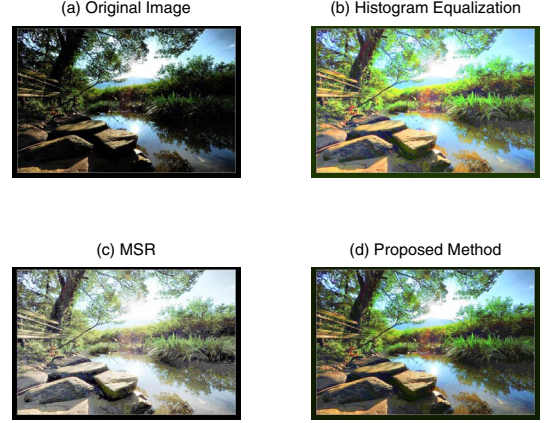 (a) Original Image
(b) Histogram Equalization
(c) MSR
(d) Proposed Method